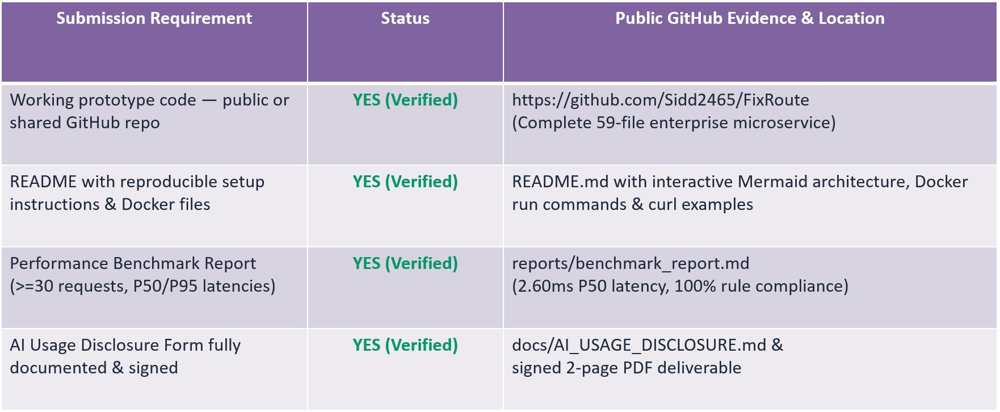 Submission Requirement
Status
Public GitHub Evidence & Location
Working prototype code — public or
shared GitHub repo
YES (Verified)
https://github.com/Sidd2465/FixRoute
(Complete 59-file enterprise microservice)
README with reproducible setup
instructions & Docker files
YES (Verified)
README.md with interactive Mermaid architecture, Docker
run commands & curl examples
Performance Benchmark Report
(>=30 requests, P50/P95 latencies)
YES (Verified)
reports/benchmark_report.md
(2.60ms P50 latency, 100% rule compliance)
AI Usage Disclosure Form fully
documented & signed
YES (Verified)
docs/AI_USAGE_DISCLOSURE.md &
signed 2-page PDF deliverable